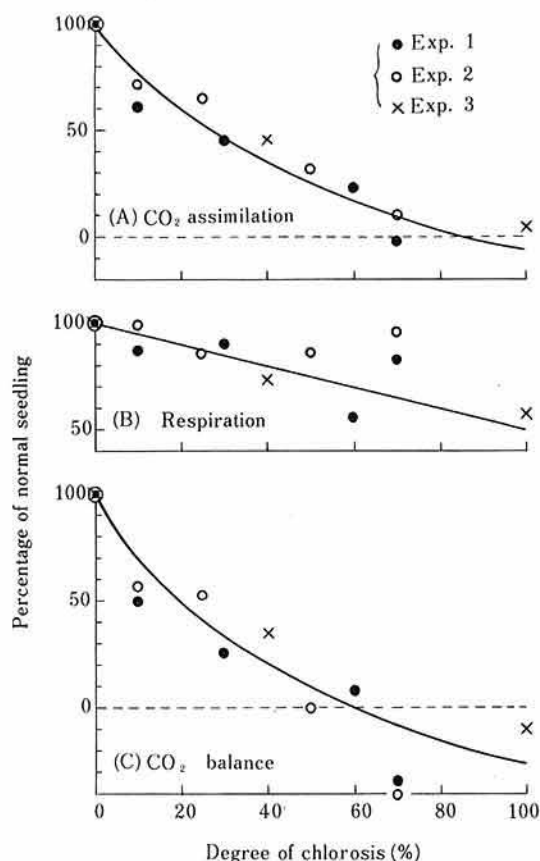 100
50
0
Exp. 1
Exp. 2
Exp. 3
(A) CO₂ assimilation
100
50
(B) Respiration
100
50
0
(C) CO₂ balance
0 20 40 60 80 100
Degree of chlorosis (%)
Percentage of normal seedling